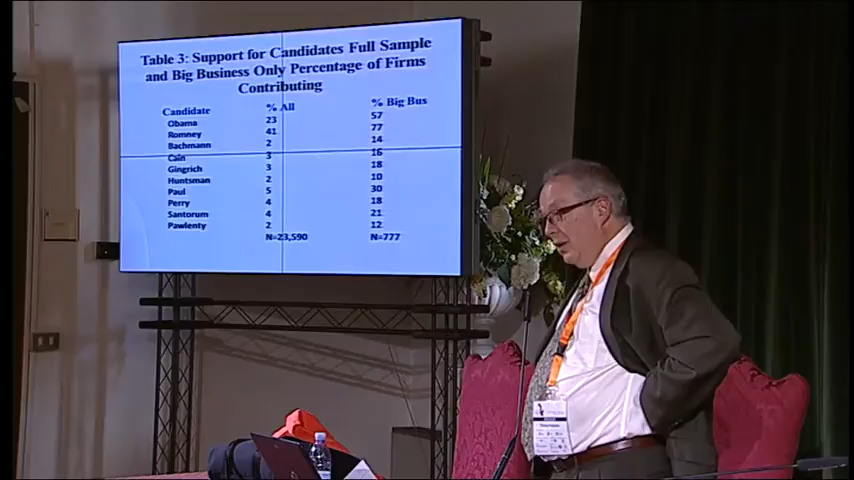 Table 3: Support for Candidates Full Sample
and Big Business Only Percentage of Firms
Contributing
Candidate % All % Big Bus
Obama 23 57
Romney 41 77
Bachmann 2 14
Cain 3 16
Gingrich 3 18
Huntsman 2 10
Paul 5 30
Perry 4 18
Santorum 4 21
Pawlenty 2 12
N=23,590 N=777